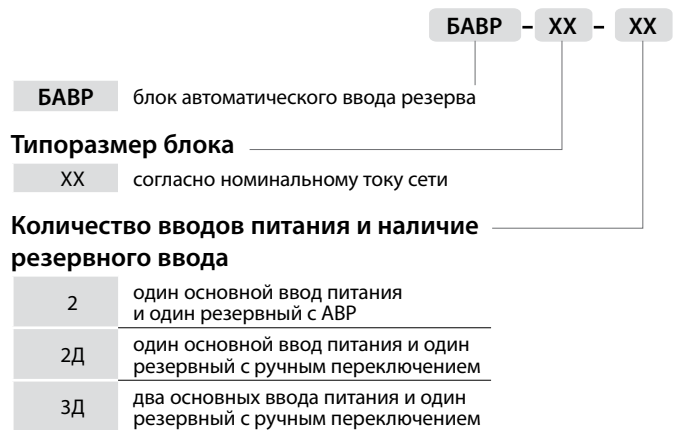 БАВР – XX – XX
БАВР блок автоматического ввода резерва
Типоразмер блока
XX согласно номинальному току сети
Количество вводов питания и наличие
резервного ввода
2 один основной ввод питания
и один резервный с АВР
2Д один основной ввод питания и один
резервный с ручным переключением
3Д два основных ввода питания и один
резервный с ручным переключением